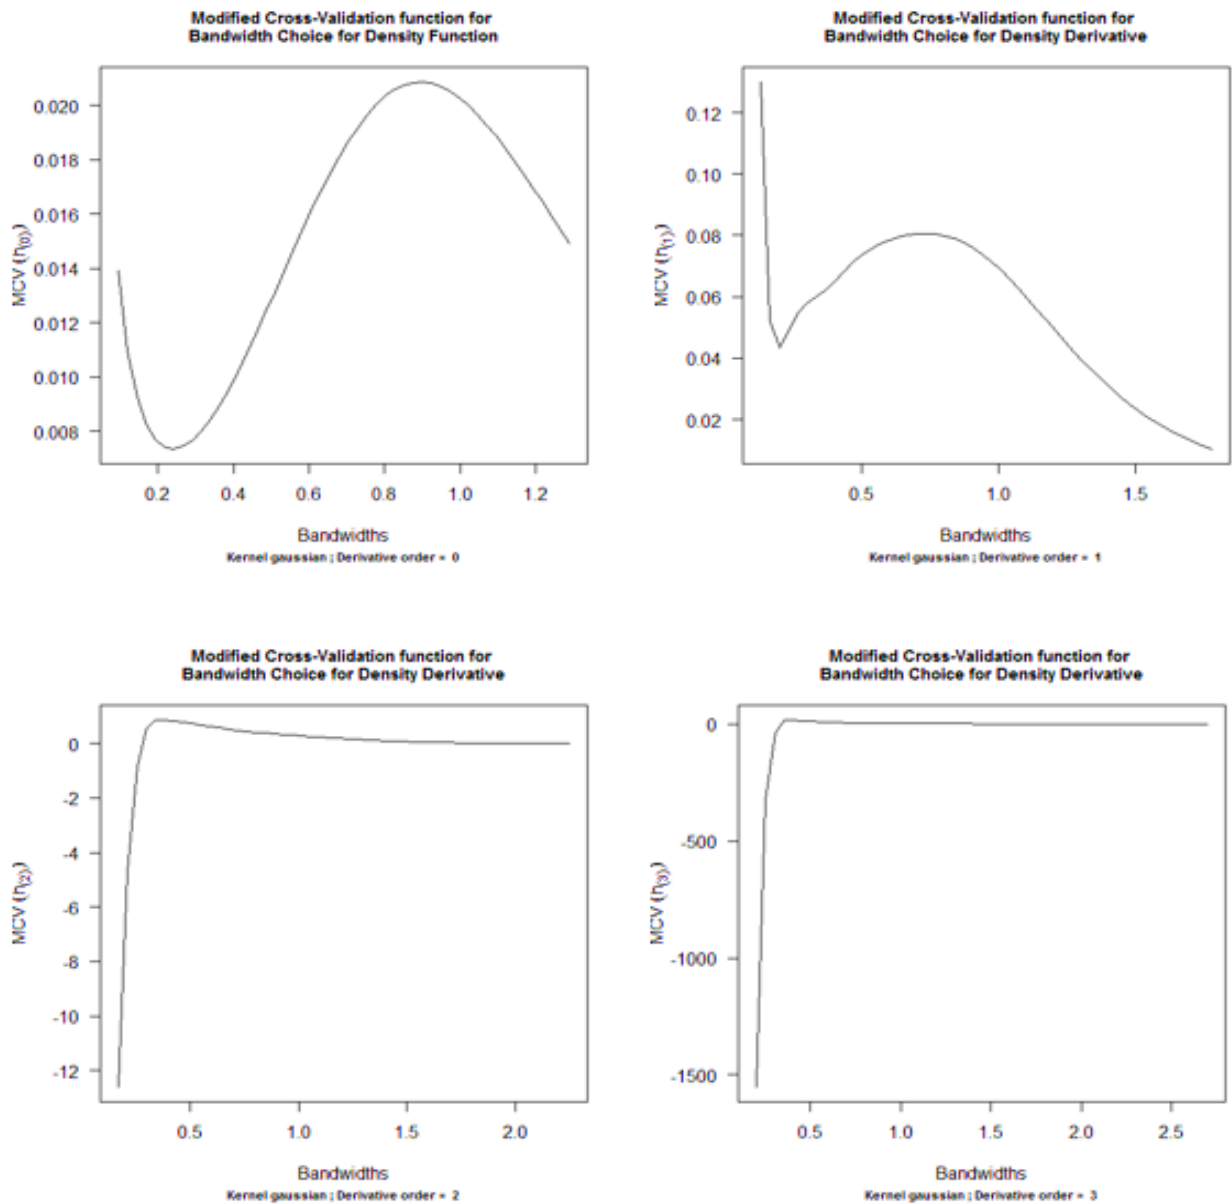 Modified Cross-Validation function for
Bandwidth Choice for Density Function
MCV (h(0))
0.020
0.018
0.016
0.014
0.012
0.010
0.008
0.2 0.4 0.6 0.8 1.0 1.2
Bandwidths
Kernel gaussian ; Derivative order = 0
Modified Cross-Validation function for
Bandwidth Choice for Density Derivative
MCV (h(1))
0.12
0.10
0.08
0.06
0.04
0.02
0.5 1.0 1.5
Bandwidths
Kernel gaussian ; Derivative order = 1
Modified Cross-Validation function for
Bandwidth Choice for Density Derivative
MCV (h(2))
0
-2
-4
-6
-8
-10
-12
0.5 1.0 1.5 2.0
Bandwidths
Kernel gaussian ; Derivative order = 2
Modified Cross-Validation function for
Bandwidth Choice for Density Derivative
MCV (h(3))
0
-500
-1000
-1500
0.5 1.0 1.5 2.0 2.5
Bandwidths
Kernel gaussian ; Derivative order = 3